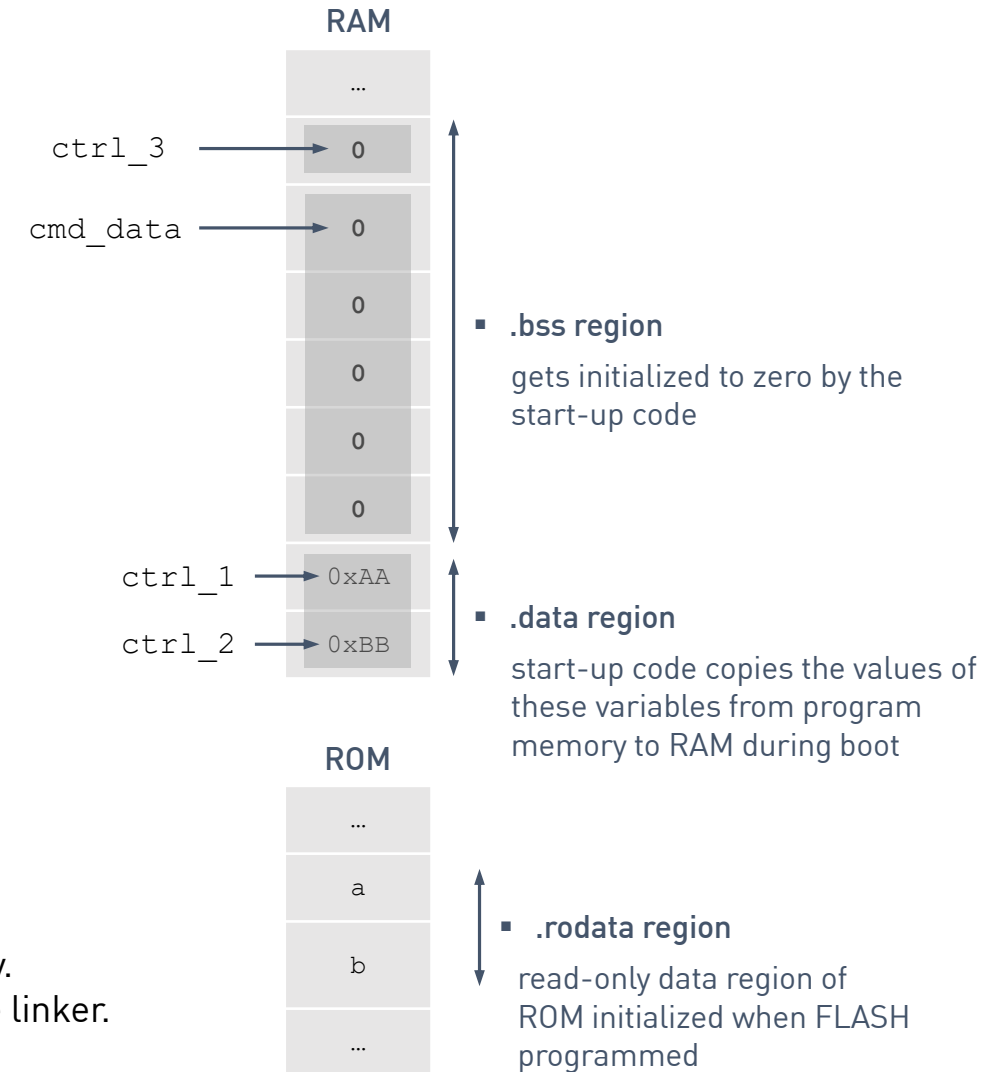 RAM
…
ctrl_3
0
cmd_data
0
0
0
0
0
▪ .bss region
gets initialized to zero by the
start-up code
ctrl_1
0xAA
ctrl_2
0xBB
▪ .data region
start-up code copies the values of
these variables from program
memory to RAM during boot
ROM
…
a
b
…
▪ .rodata region
read-only data region of
ROM initialized when FLASH
programmed
linker.